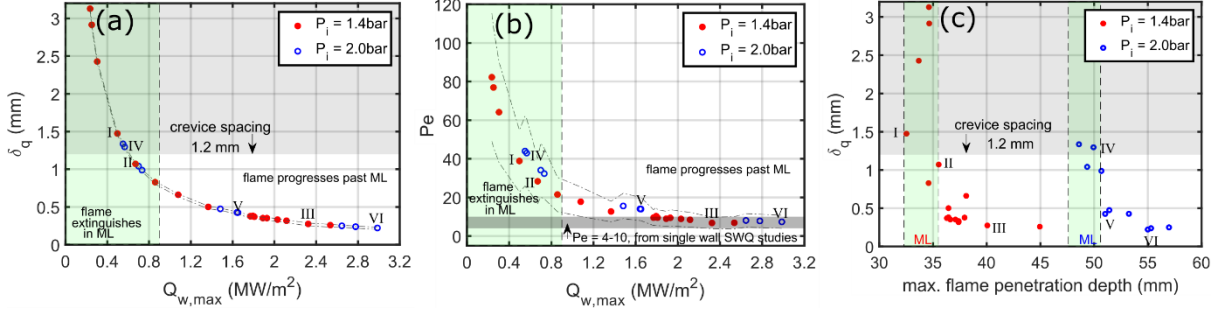 (a)
P_i = 1.4bar
P_i = 2.0bar
3
2.5
2
1.5
1
0.5
0
δ_q (mm)
I
IV
II
crevice spacing
1.2 mm
flame progresses past ML
flame
extinguishes
in ML
V
III
VI
0 0.4 0.8 1.2 1.6 2 2.4 2.8 3.2
Q_w,max (MW/m²)
(b)
P_i = 1.4bar
P_i = 2.0bar
120
100
80
60
40
20
0
Pe
I
IV
II
flame progresses past ML
flame
extinguishes
in ML
V
III
VI
Pe = 4-10, from single wall SWQ studies
0 0.4 0.8 1.2 1.6 2 2.4 2.8 3.2
Q_w,max (MW/m²)
(c)
P_i = 1.4bar
P_i = 2.0bar
3
2.5
2
1.5
1
0.5
0
δ_q (mm)
I
crevice spacing
1.2 mm
IV
II
V
III
VI
ML
ML
30 35 40 45 50 55 60
max. flame penetration depth (mm)